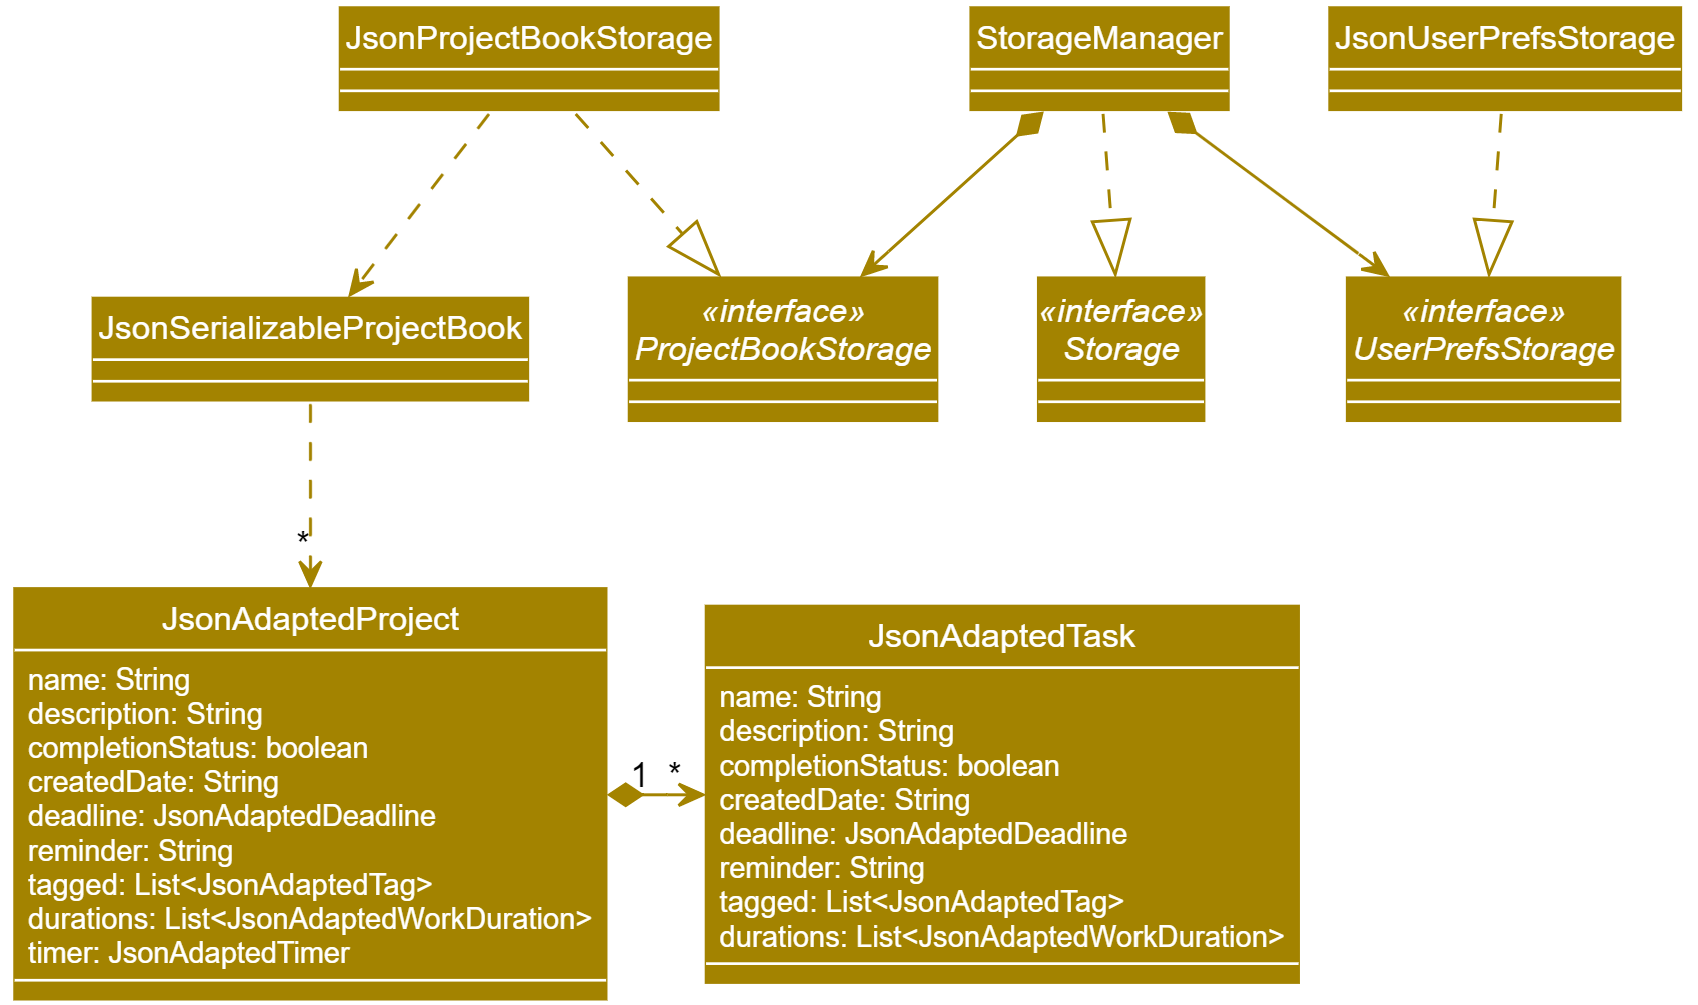 JsonProjectBookStorage
StorageManager
JsonUserPrefsStorage
JsonSerializableProjectBook
«interface»
ProjectBookStorage
«interface»
Storage
«interface»
UserPrefsStorage
*
JsonAdaptedProject
name: String
description: String
completionStatus: boolean
createdDate: String
deadline: JsonAdaptedDeadline
reminder: String
tagged: List<JsonAdaptedTag>
durations: List<JsonAdaptedWorkDuration>
timer: JsonAdaptedTimer
1
*
JsonAdaptedTask
name: String
description: String
completionStatus: boolean
createdDate: String
deadline: JsonAdaptedDeadline
reminder: String
tagged: List<JsonAdaptedTag>
durations: List<JsonAdaptedWorkDuration>